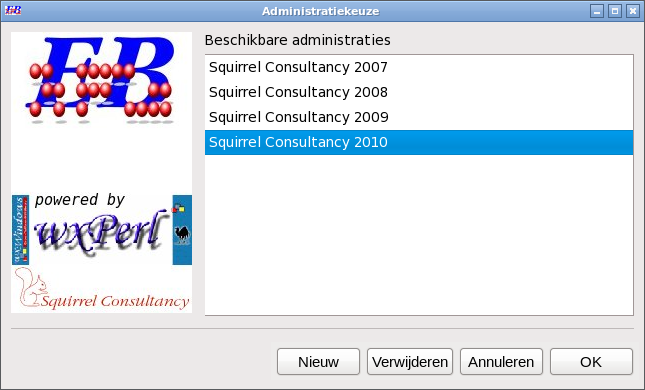 EB Administratiekeuze
EB
Beschikbare administraties
Squirrel Consultancy 2007
Squirrel Consultancy 2008
Squirrel Consultancy 2009
Squirrel Consultancy 2010
powered by
wxWindows
wxPerl
Squirrel Consultancy
Nieuw
Verwijderen
Annuleren
OK